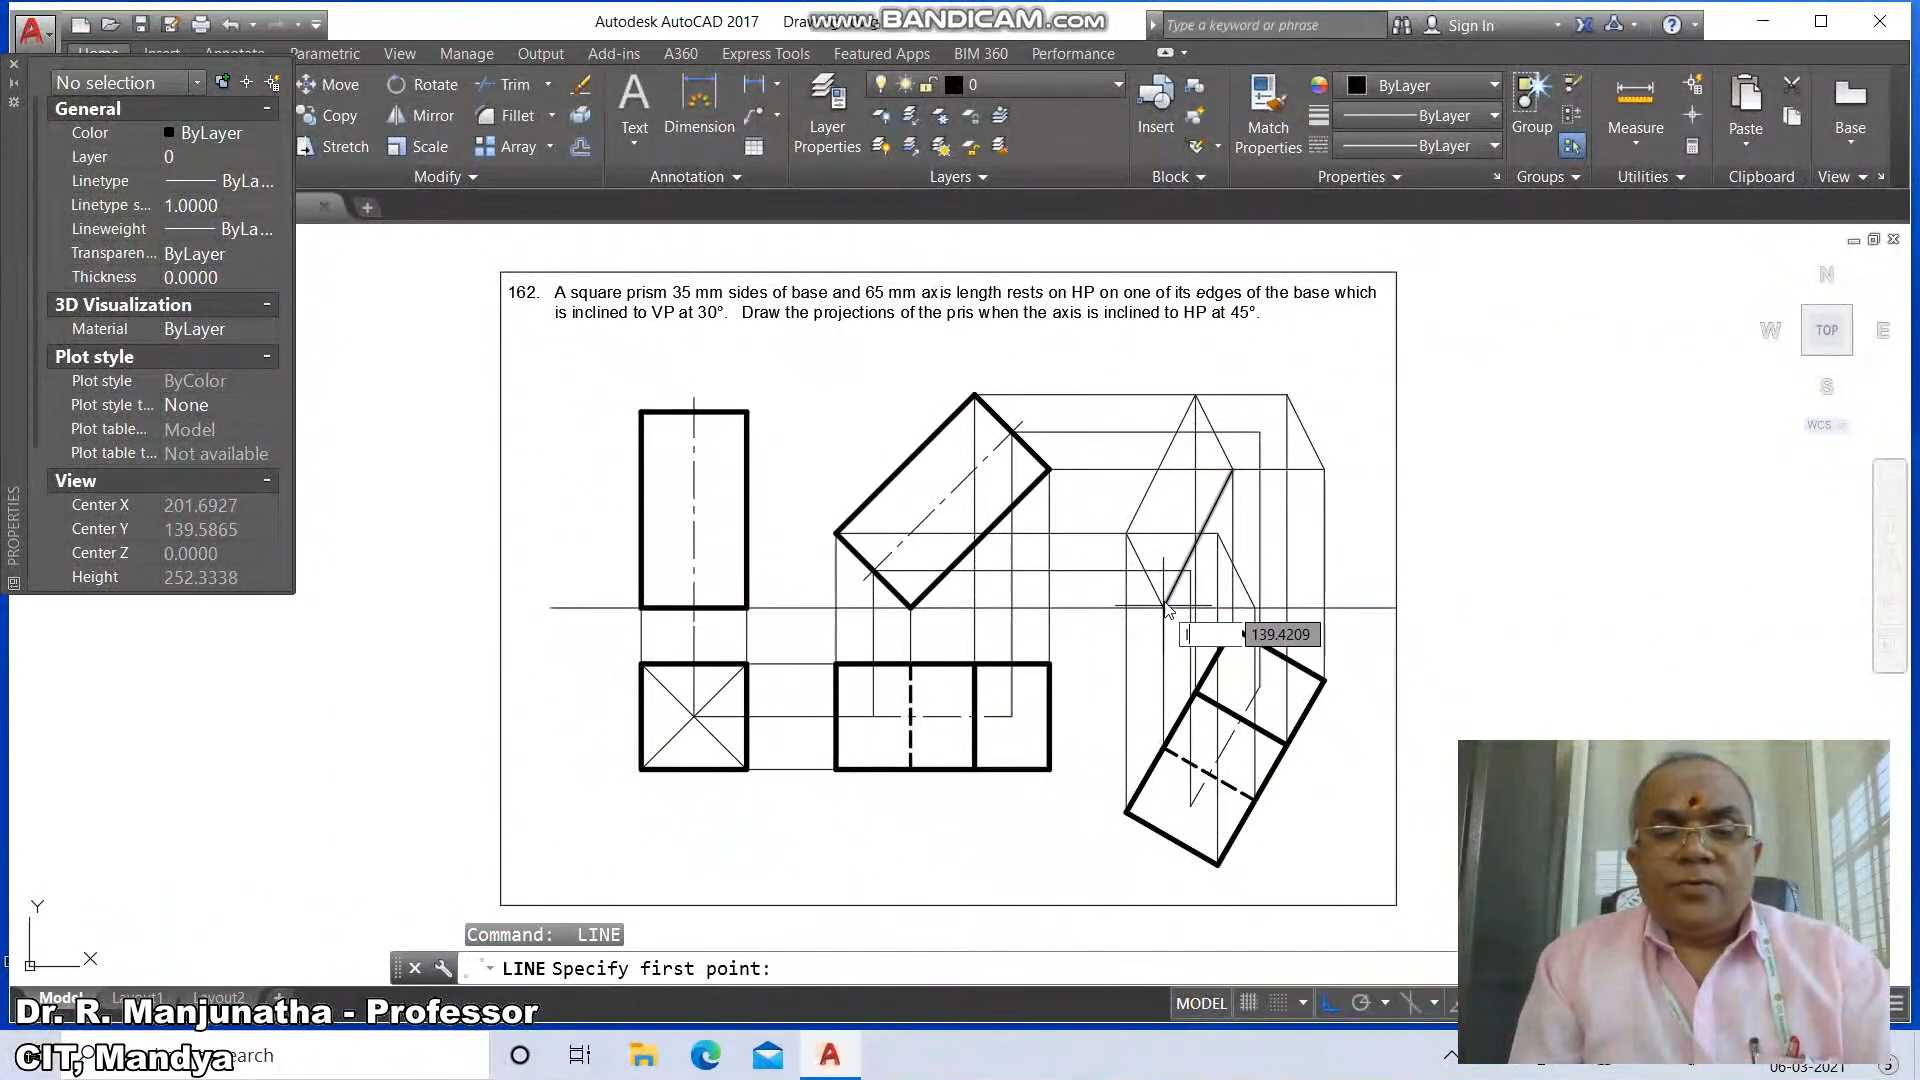 Autodesk AutoCAD 2017
www.BANDICAM.com
Type a keyword or phrase
Sign In
Parametric View Manage Output Add-ins A360 Express Tools Featured Apps BIM 360 Performance
No selection
General
Color ByLayer
Layer 0
Linetype ByLa...
Linetype s... 1.0000
Lineweight ByLa...
Transparen... ByLayer
Thickness 0.0000
3D Visualization
Material ByLayer
Plot style
Plot style ByColor
Plot style t... None
Plot table... Model
Plot table t... Not available
View
Center X 201.6927
Center Y 139.5865
Center Z 0.0000
Height 252.3338
PROPERTIES
Move Rotate Trim
Copy Mirror Fillet
Stretch Scale Array
Modify
Text Dimension
Annotation
Layer Properties
0
Layers
Insert
Block
Match Properties
ByLayer
ByLayer
ByLayer
Properties
Group
Groups
Measure
Utilities
Paste
Clipboard
Base
View
162. A square prism 35 mm sides of base and 65 mm axis length rests on HP on one of its edges of the base which
is inclined to VP at 30°. Draw the projections of the pris when the axis is inclined to HP at 45°.
N
W TOP E
S
WCS
139.4209
Y
X
Command: LINE
LINE Specify first point:
Model Layout1 Layout2
MODEL
Dr. R. Manjunatha - Professor
CIT, Mandya
06-03-2021
5